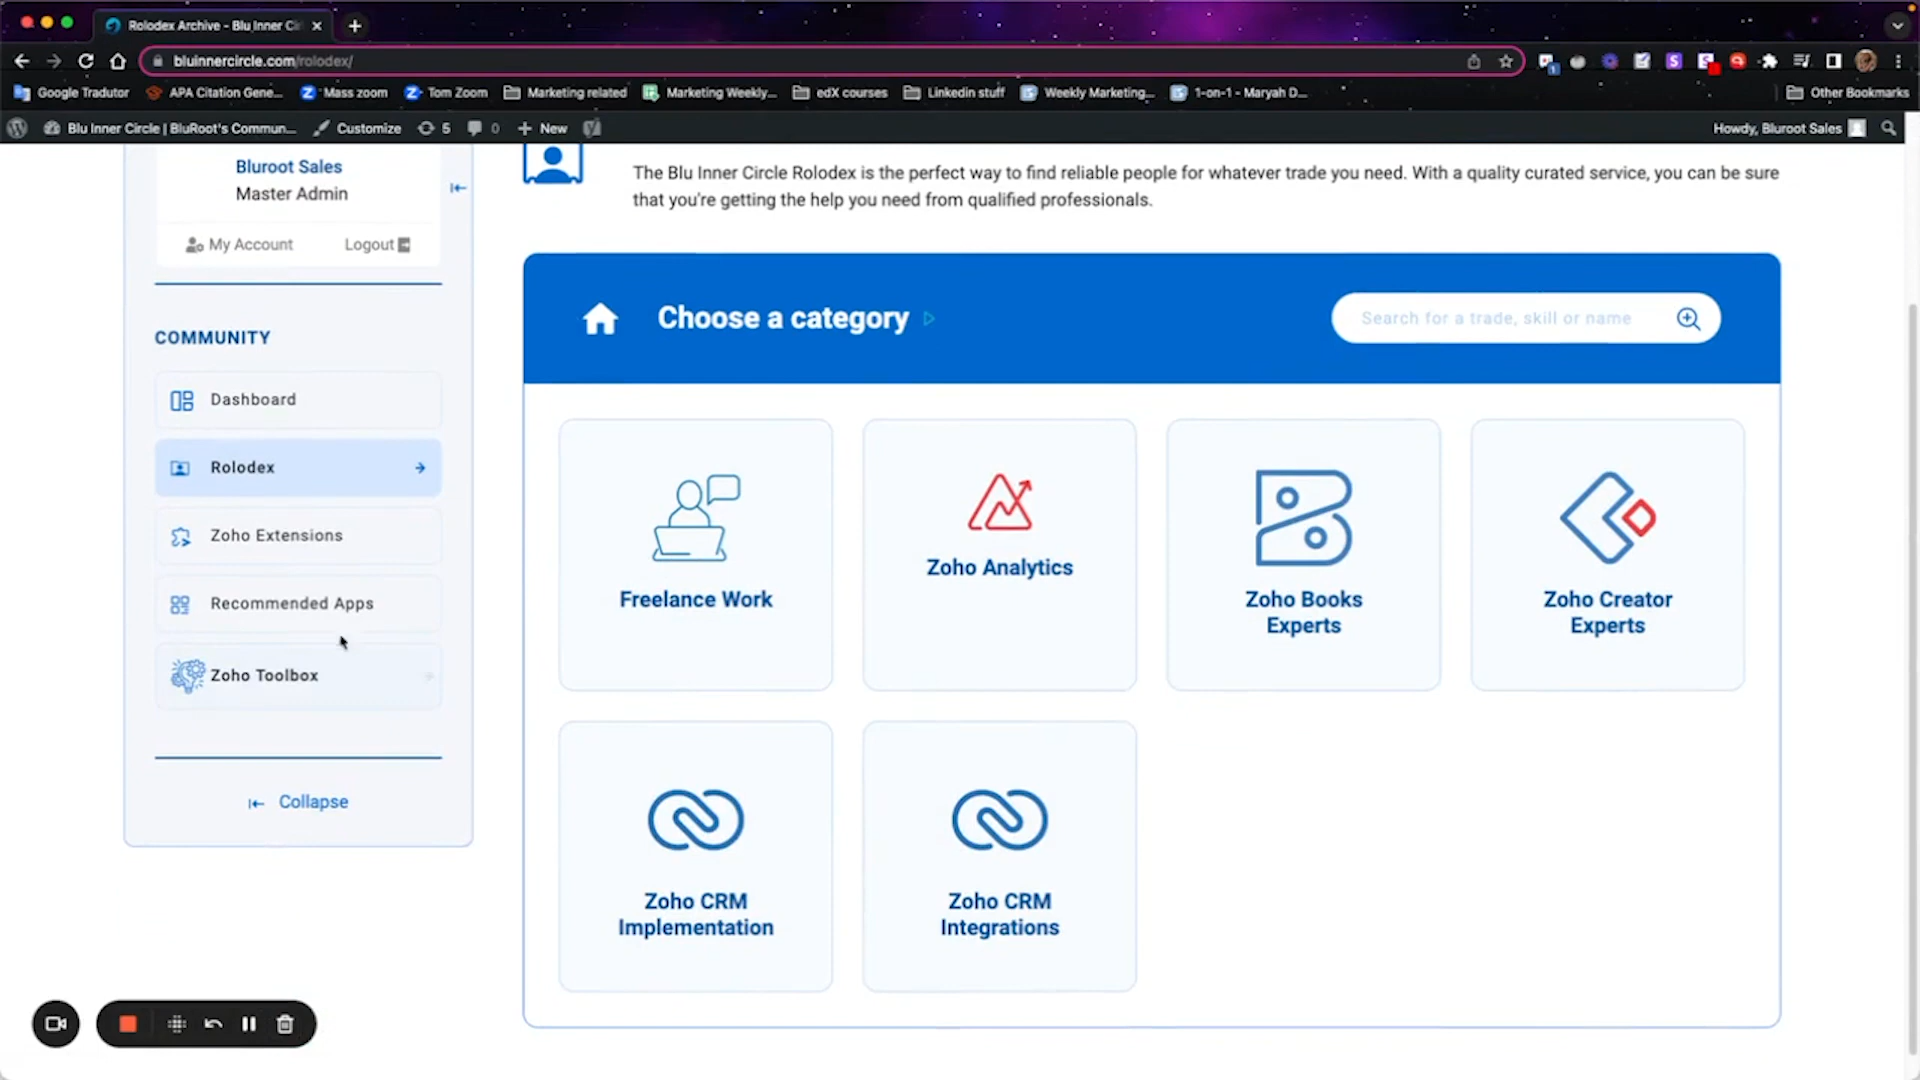 Rolodex Archive - Blu Inner Ci
bluinnercircle.com/rolodex/
Google Tradutor
APA Citation Gene...
Mass zoom
Tom Zoom
Marketing related
Marketing Weekly...
edX courses
Linkedin stuff
Weekly Marketing...
1-on-1 - Maryah D...
Other Bookmarks
Blu Inner Circle | BluRoot's Commun...
Customize
5
0
New
Howdy, Bluroot Sales
Bluroot Sales
Master Admin
My Account
Logout
The Blu Inner Circle Rolodex is the perfect way to find reliable people for whatever trade you need. With a quality curated service, you can be sure
that you're getting the help you need from qualified professionals.
COMMUNITY
Dashboard
Rolodex
Zoho Extensions
Recommended Apps
Zoho Toolbox
Collapse
Choose a category
Search for a trade, skill or name
Freelance Work
Zoho Analytics
Zoho Books
Experts
Zoho Creator
Experts
Zoho CRM
Implementation
Zoho CRM
Integrations